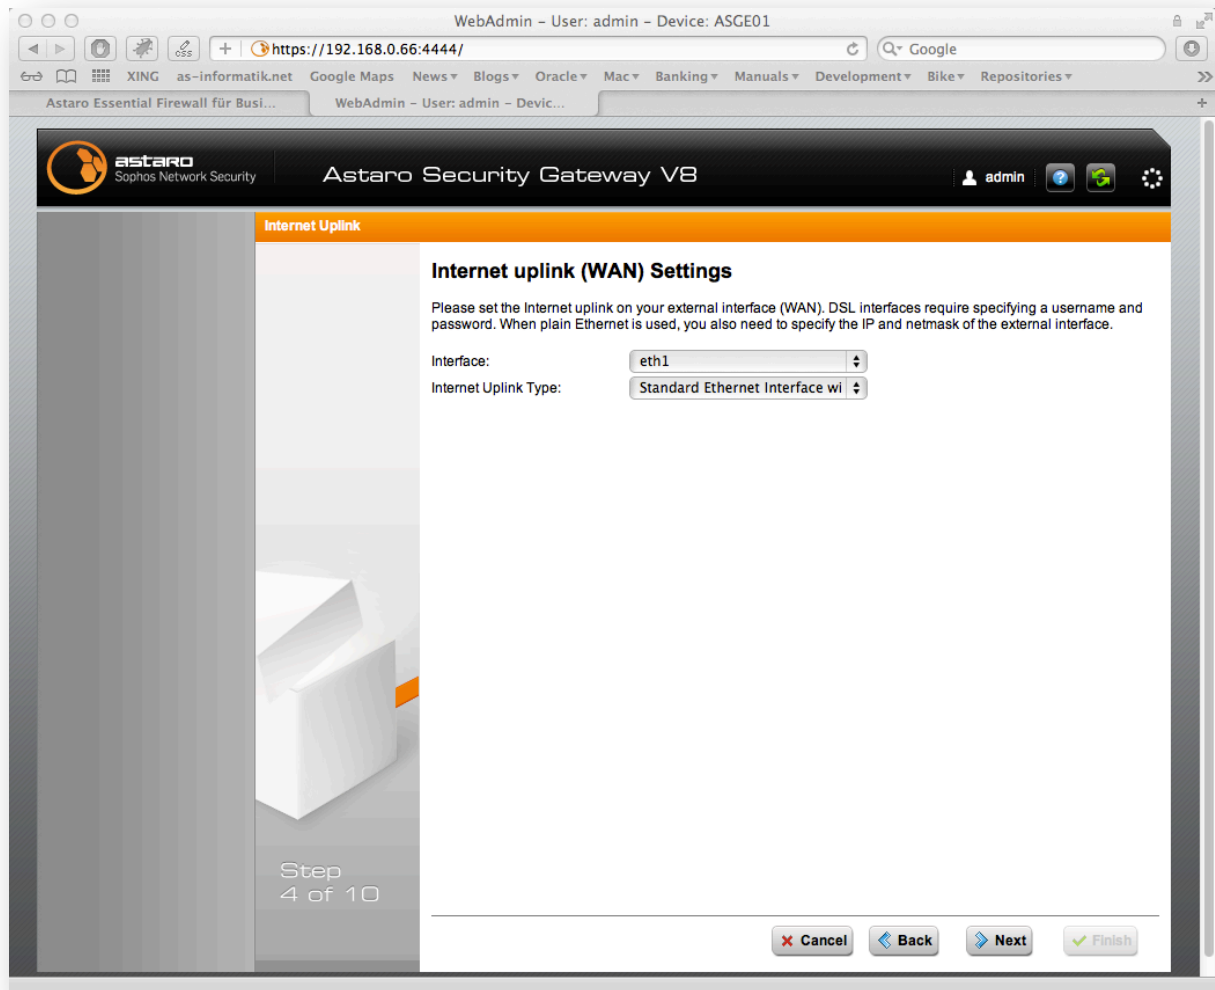 WebAdmin – User: admin – Device: ASGE01
css
+
https://192.168.0.66:4444/
Google
XING as-informatik.net Google Maps News Blogs Oracle Mac Banking Manuals Development Bike Repositories
Astaro Essential Firewall für Busi... WebAdmin – User: admin – Devic...
astaro
Sophos Network Security
Astaro Security Gateway V8
admin
Internet Uplink
Internet uplink (WAN) Settings
Please set the Internet uplink on your external interface (WAN). DSL interfaces require specifying a username and
password. When plain Ethernet is used, you also need to specify the IP and netmask of the external interface.
Interface: eth1
Internet Uplink Type: Standard Ethernet Interface wi
Step
4 of 10
Cancel Back Next Finish